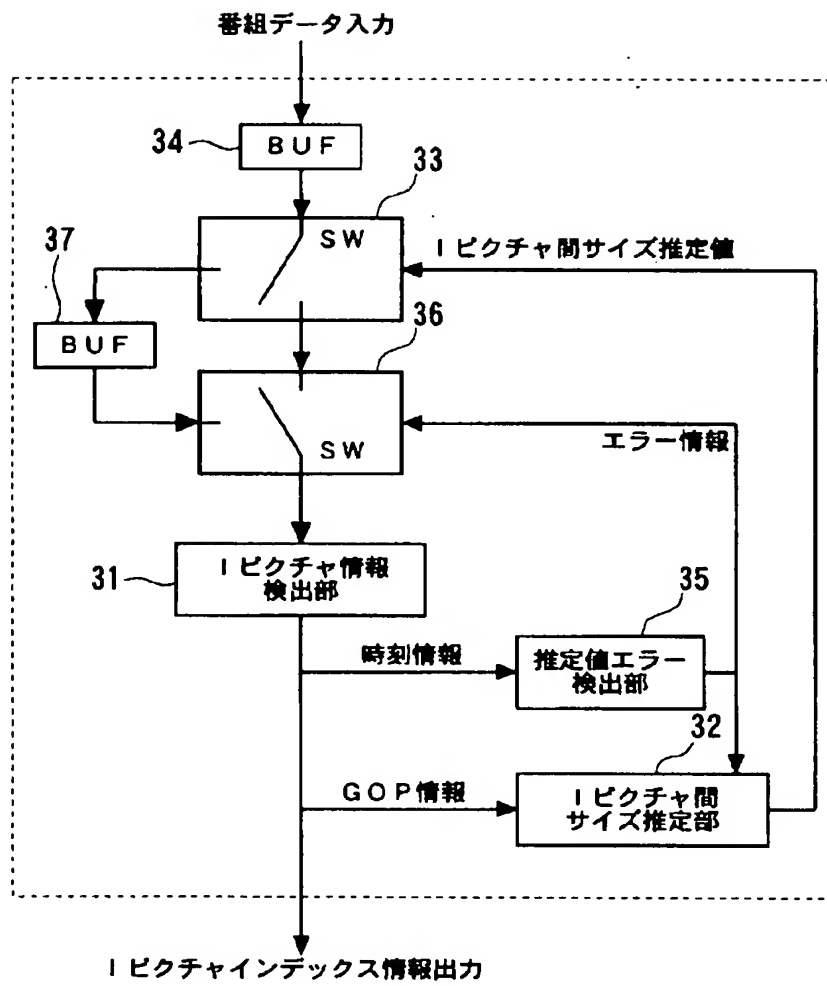 番組データ入力
34
BUF
33
SW
Iピクチャ間サイズ推定値
37
BUF
36
SW
エラー情報
31
Iピクチャ情報
検出部
35
時刻情報
推定値エラー
検出部
32
GOP情報
Iピクチャ間
サイズ推定部
Iピクチャインデックス情報出力